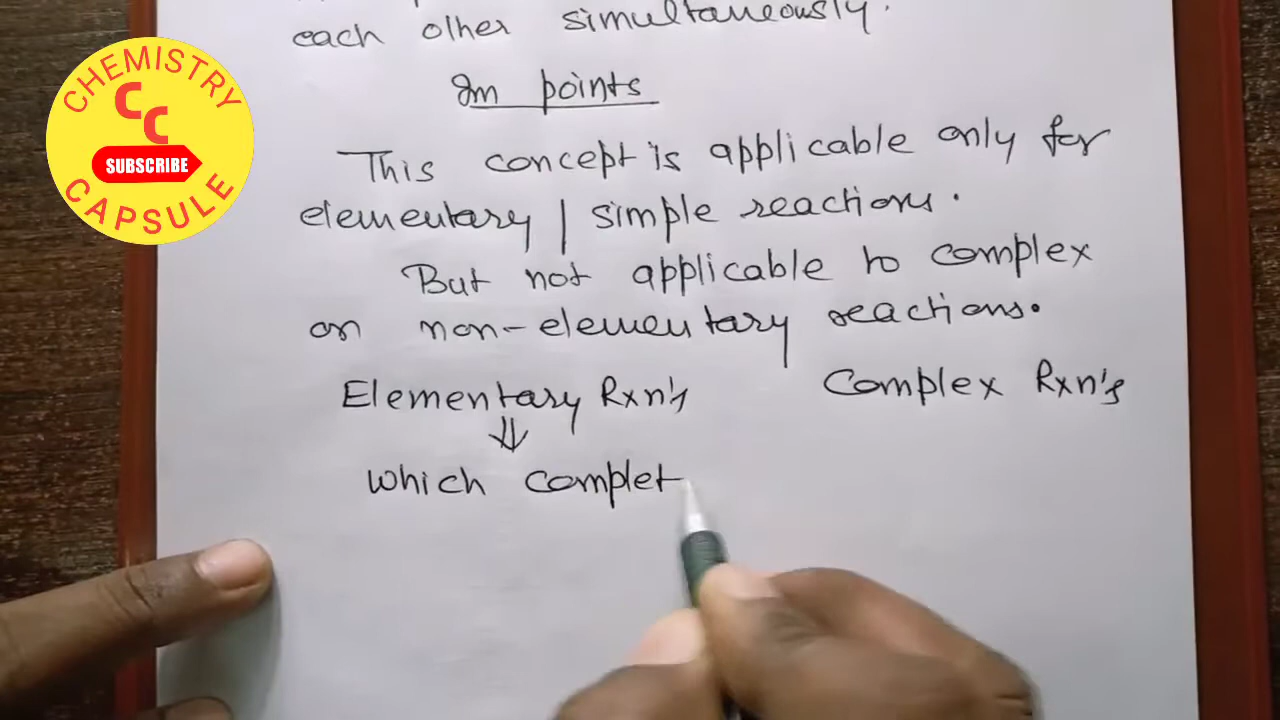 CHEMISTRY
CC
SUBSCRIBE
CAPSULE
each other simultaneously.
Im points
This concept is applicable only for
elementary | simple reactions.
But not applicable to complex
or non-elementary reactions.
Elementary Rxn's Complex Rxn's
⇓
which complet